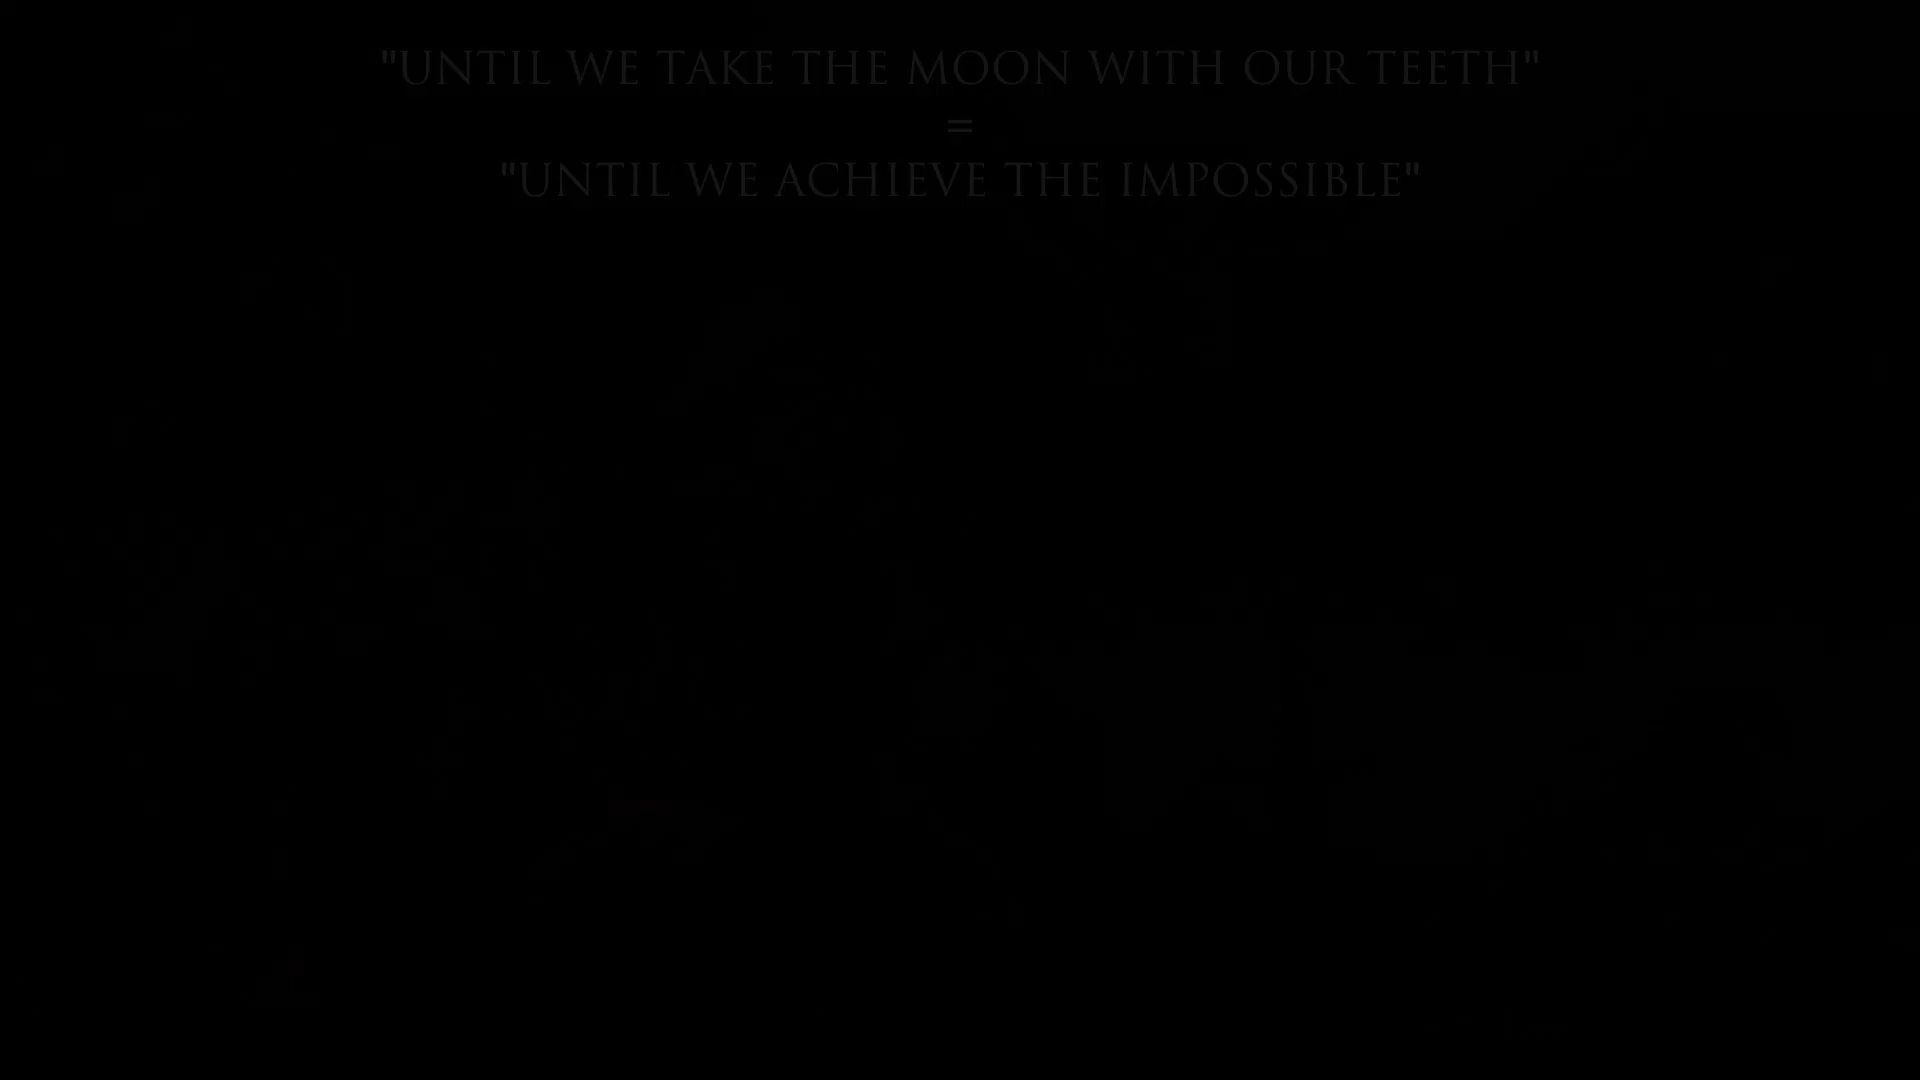 "UNTIL WE TAKE THE MOON WITH OUR TEETH"
=
"UNTIL WE ACHIEVE THE IMPOSSIBLE"